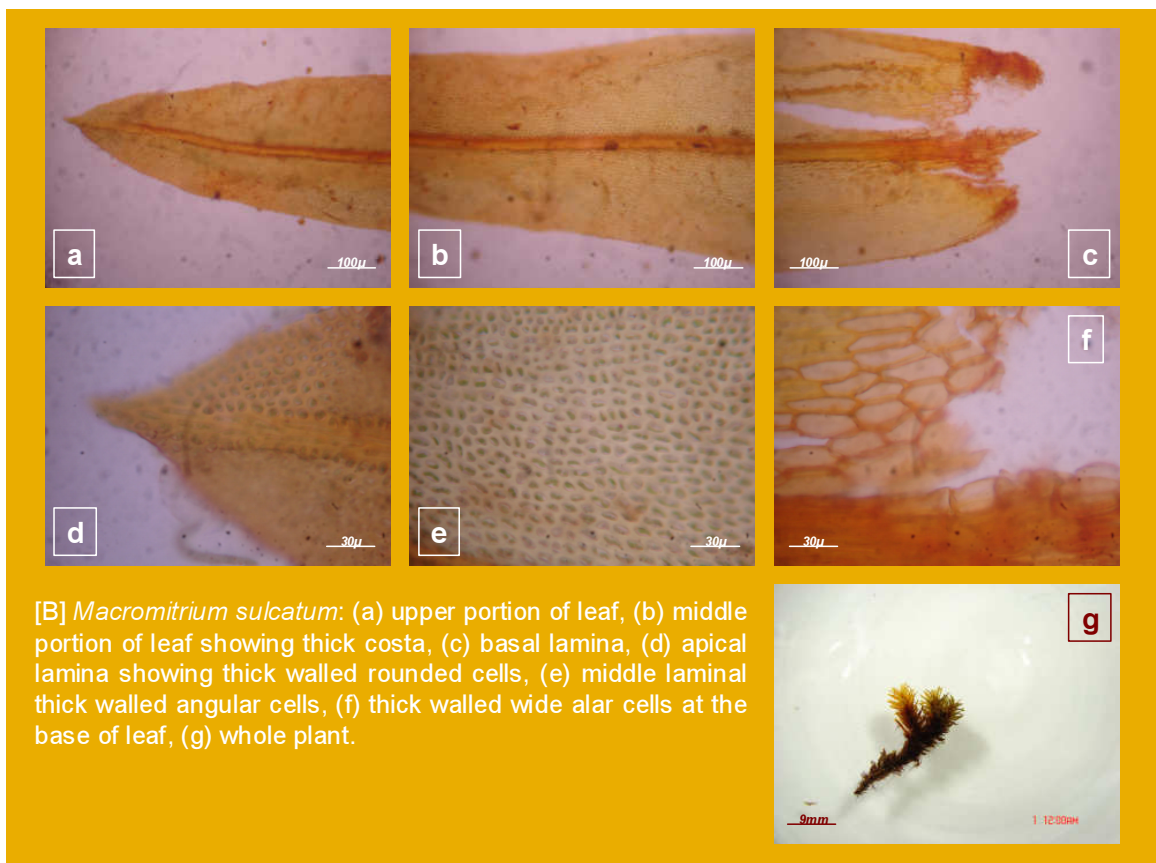 a
100μ
b
100μ
100μ
c
d
30μ
e
30μ
f
30μ
[B] Macromitrium sulcatum: (a) upper portion of leaf, (b) middle
portion of leaf showing thick costa, (c) basal lamina, (d) apical
lamina showing thick walled rounded cells, (e) middle laminal
thick walled angular cells, (f) thick walled wide alar cells at the
base of leaf, (g) whole plant.
g
9mm
1 12:00AM